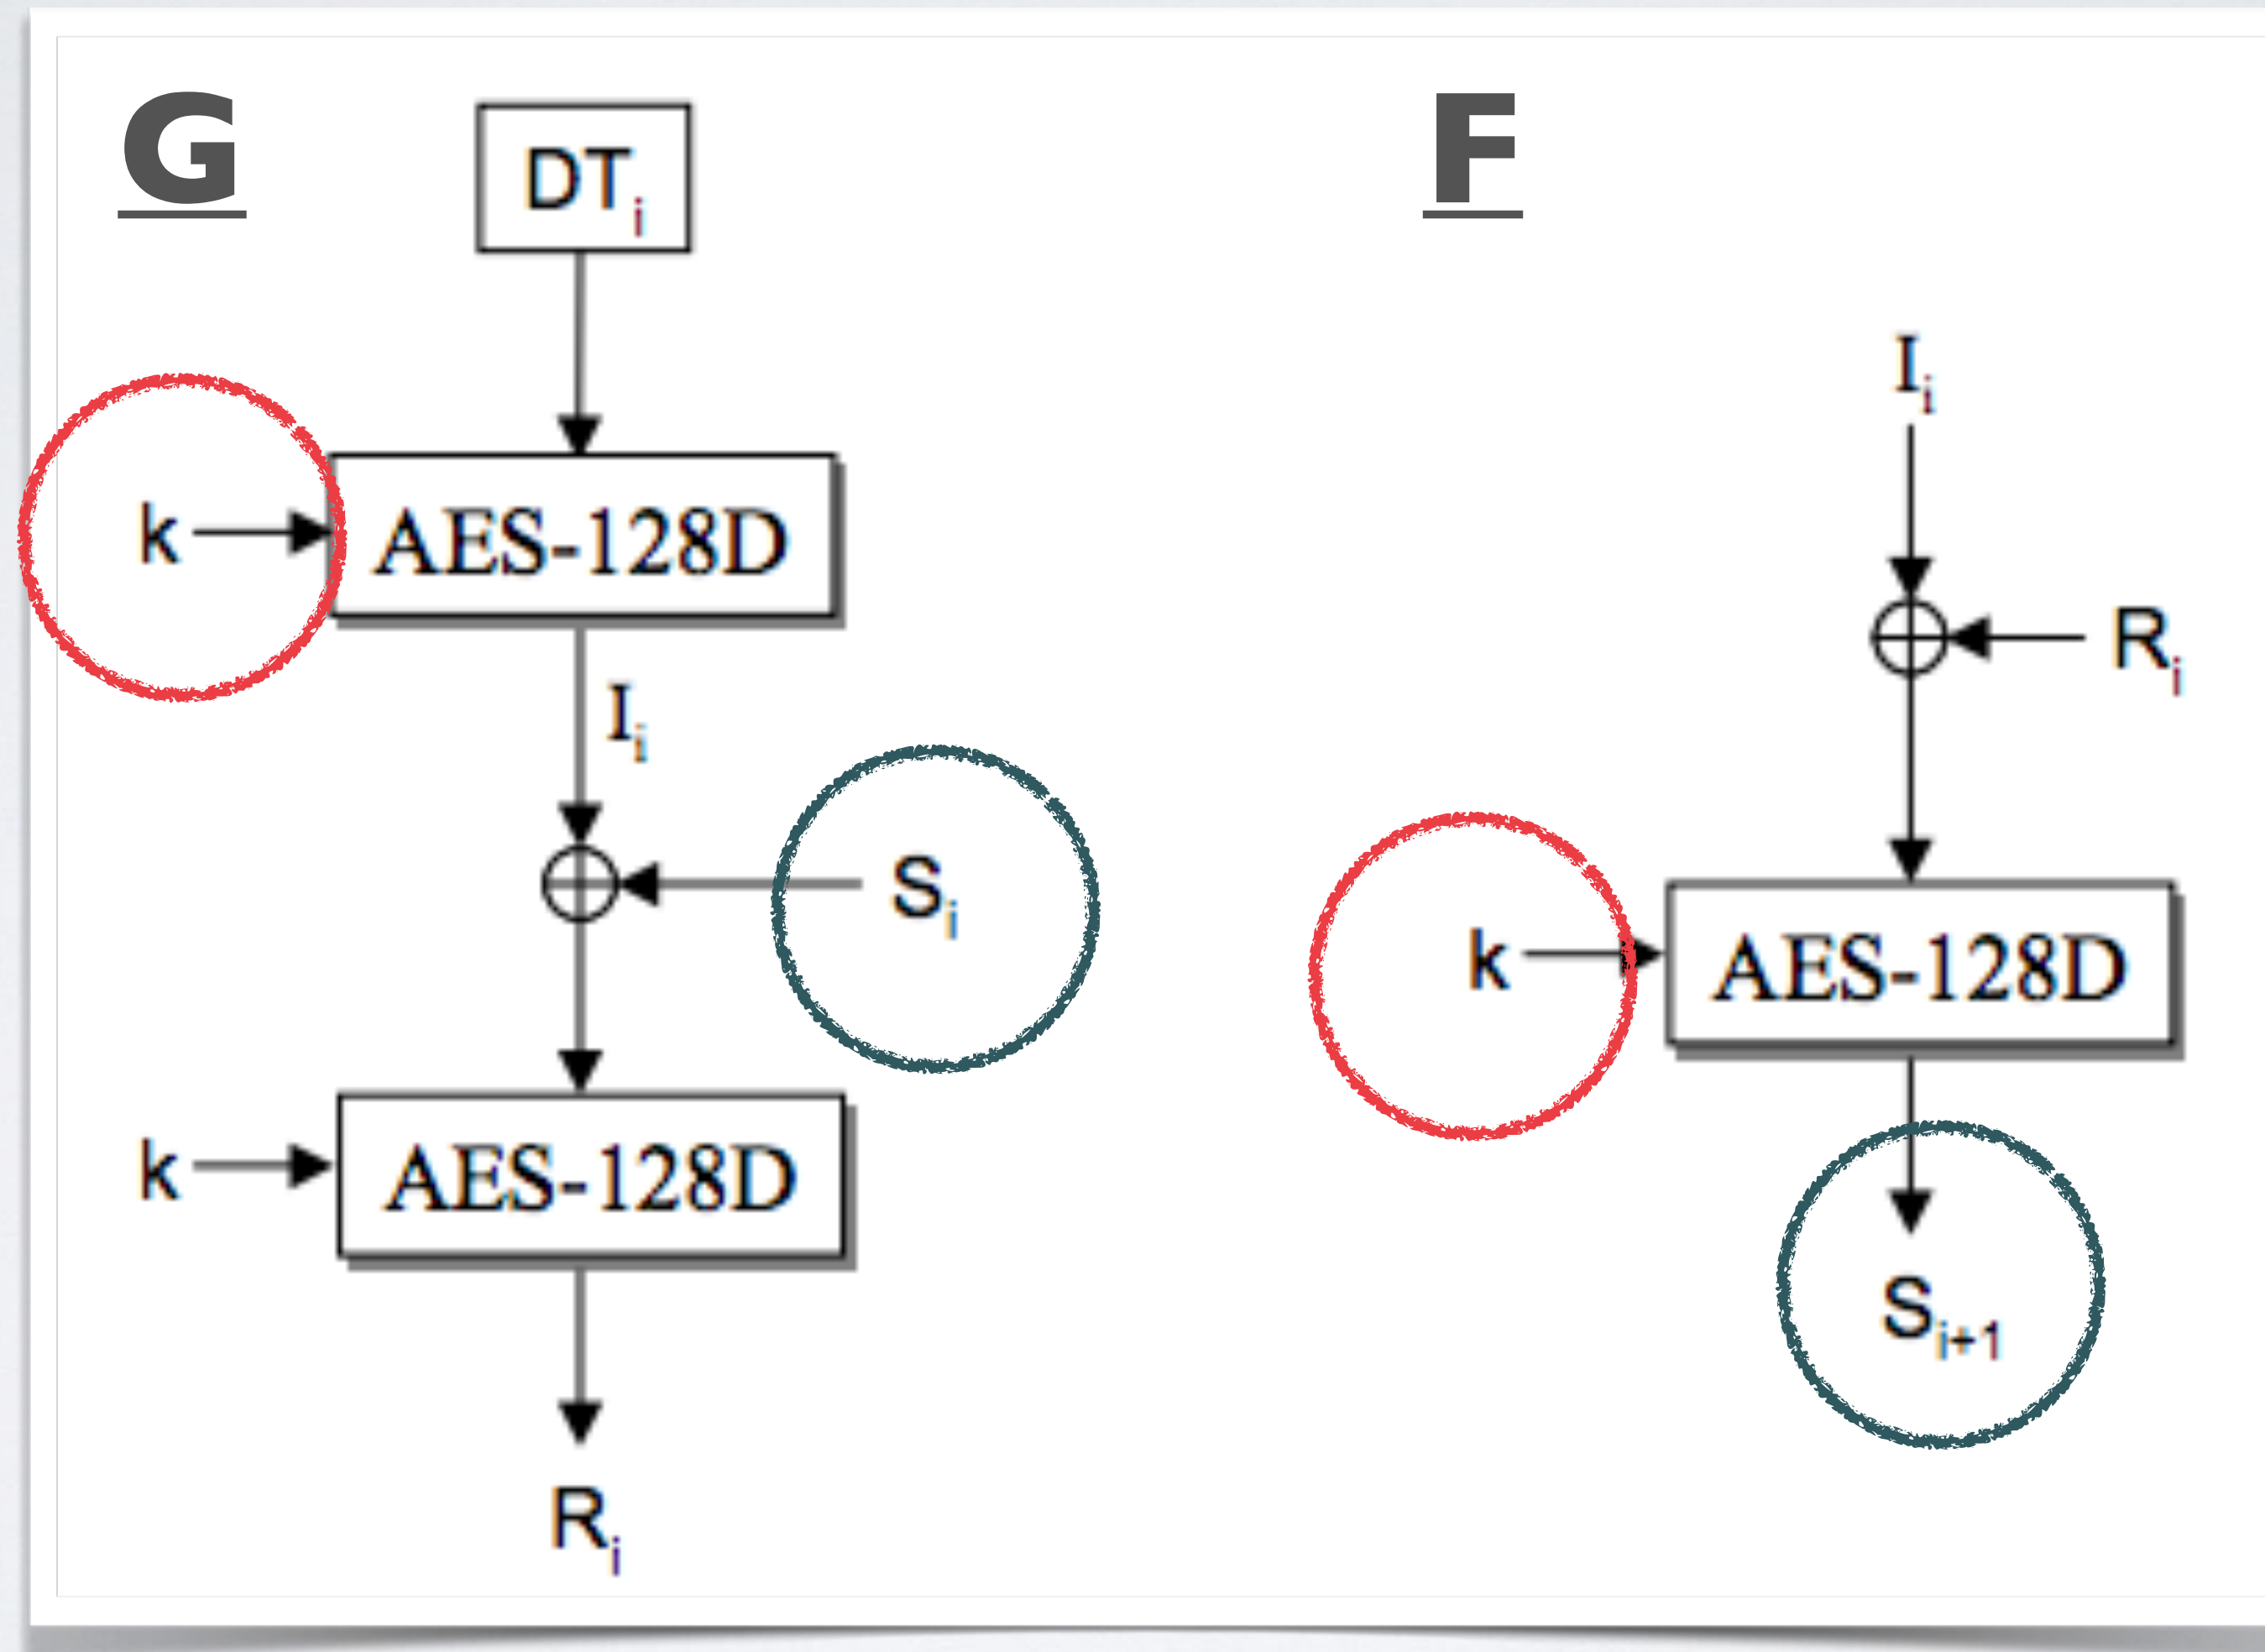 G
DTi
k AES-128D
Ii
Si
k AES-128D
Ri
F
Ii
Ri
k AES-128D
Si+1